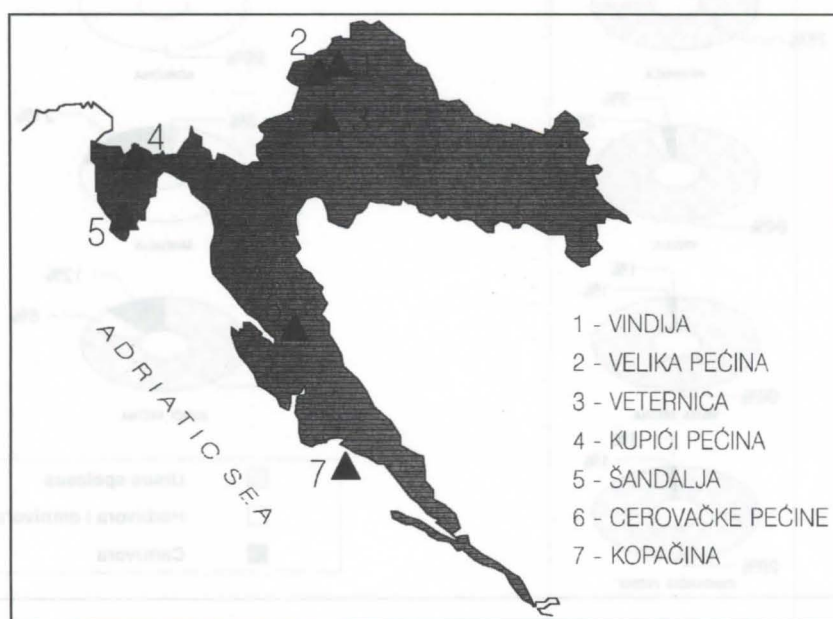 2
4
5
6
7
ADRIATIC SEA
1 - VINDIJA
2 - VELIKA PEĆINA
3 - VETERNICA
4 - KUPIĆI PEĆINA
5 - ŠANDALJA
6 - CEROVAČKE PEĆINE
7 - KOPAČINA